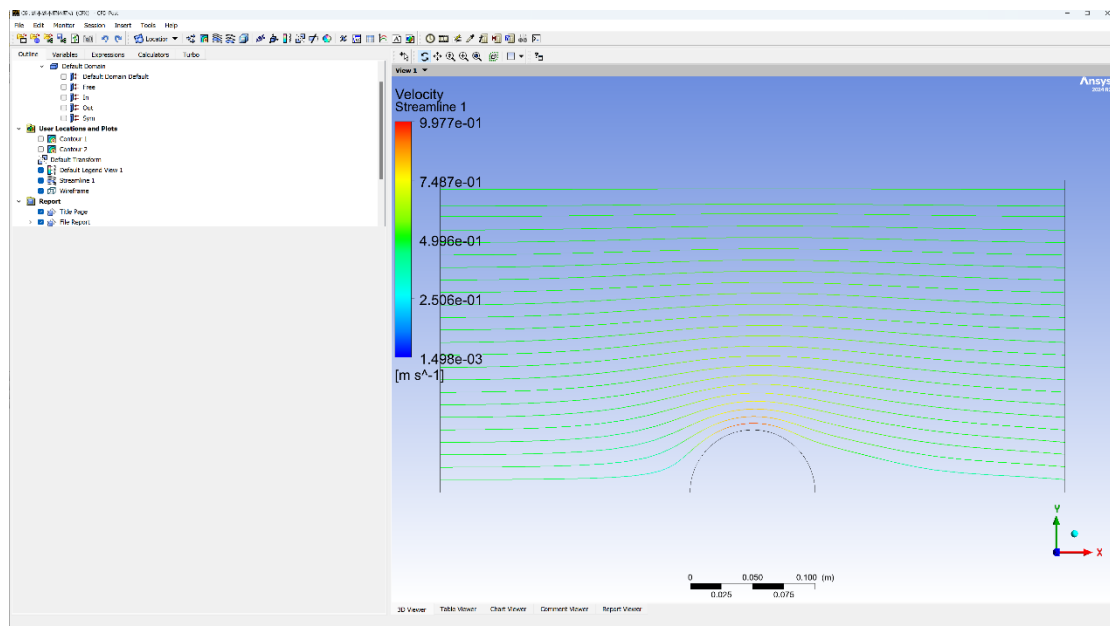 File Edit Monitor Session Insert Tools Help
Location
Outline Variables Expressions Calculators Turbo
Default Domain
Default Domain Default
Free
In
Out
Sym
User Locations and Plots
Contour 1
Contour 2
Default Transform
Default Legend View 1
Streamline 1
Wireframe
Report
Title Page
File Report
View 1
Ansys
Velocity
Streamline 1
9.977e-01
7.487e-01
4.996e-01
2.506e-01
1.498e-03
[m s^-1]
Y
X
0 0.050 0.100 (m)
0.025 0.075
3D Viewer Table Viewer Chart Viewer Comment Viewer Report Viewer